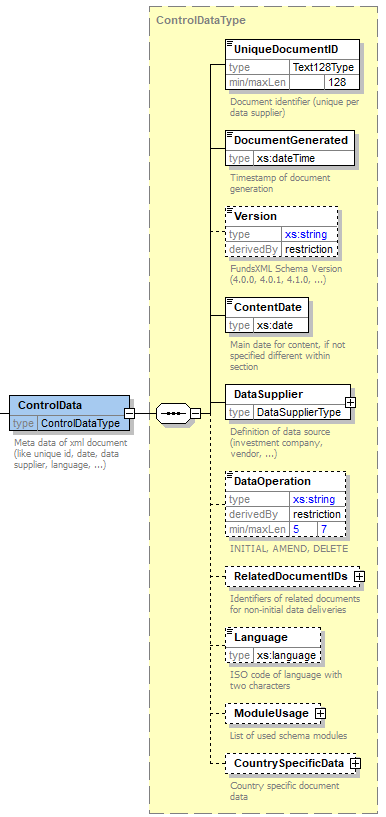 ControlDataType
UniqueDocumentID
type Text128Type
min/maxLen 128
Document identifier (unique per
data supplier)
DocumentGenerated
type xs:dateTime
Timestamp of document
generation
Version
type xs:string
derivedBy restriction
FundsXML Schema Version
(4.0.0, 4.0.1, 4.1.0, ...)
ContentDate
type xs:date
Main date for content, if not
specified different within
section
ControlData
type ControlDataType
Meta data of xml document
(like unique id, date, data
supplier, language, ...)
DataSupplier
type DataSupplierType
Definition of data source
(investment company,
vendor, ...)
DataOperation
type xs:string
derivedBy restriction
min/maxLen 5 7
INITIAL, AMEND, DELETE
RelatedDocumentIDs
Identifiers of related documents
for non-initial data deliveries
Language
type xs:language
ISO code of language with
two characters
ModuleUsage
List of used schema modules
CountrySpecificData
Country specific document
data